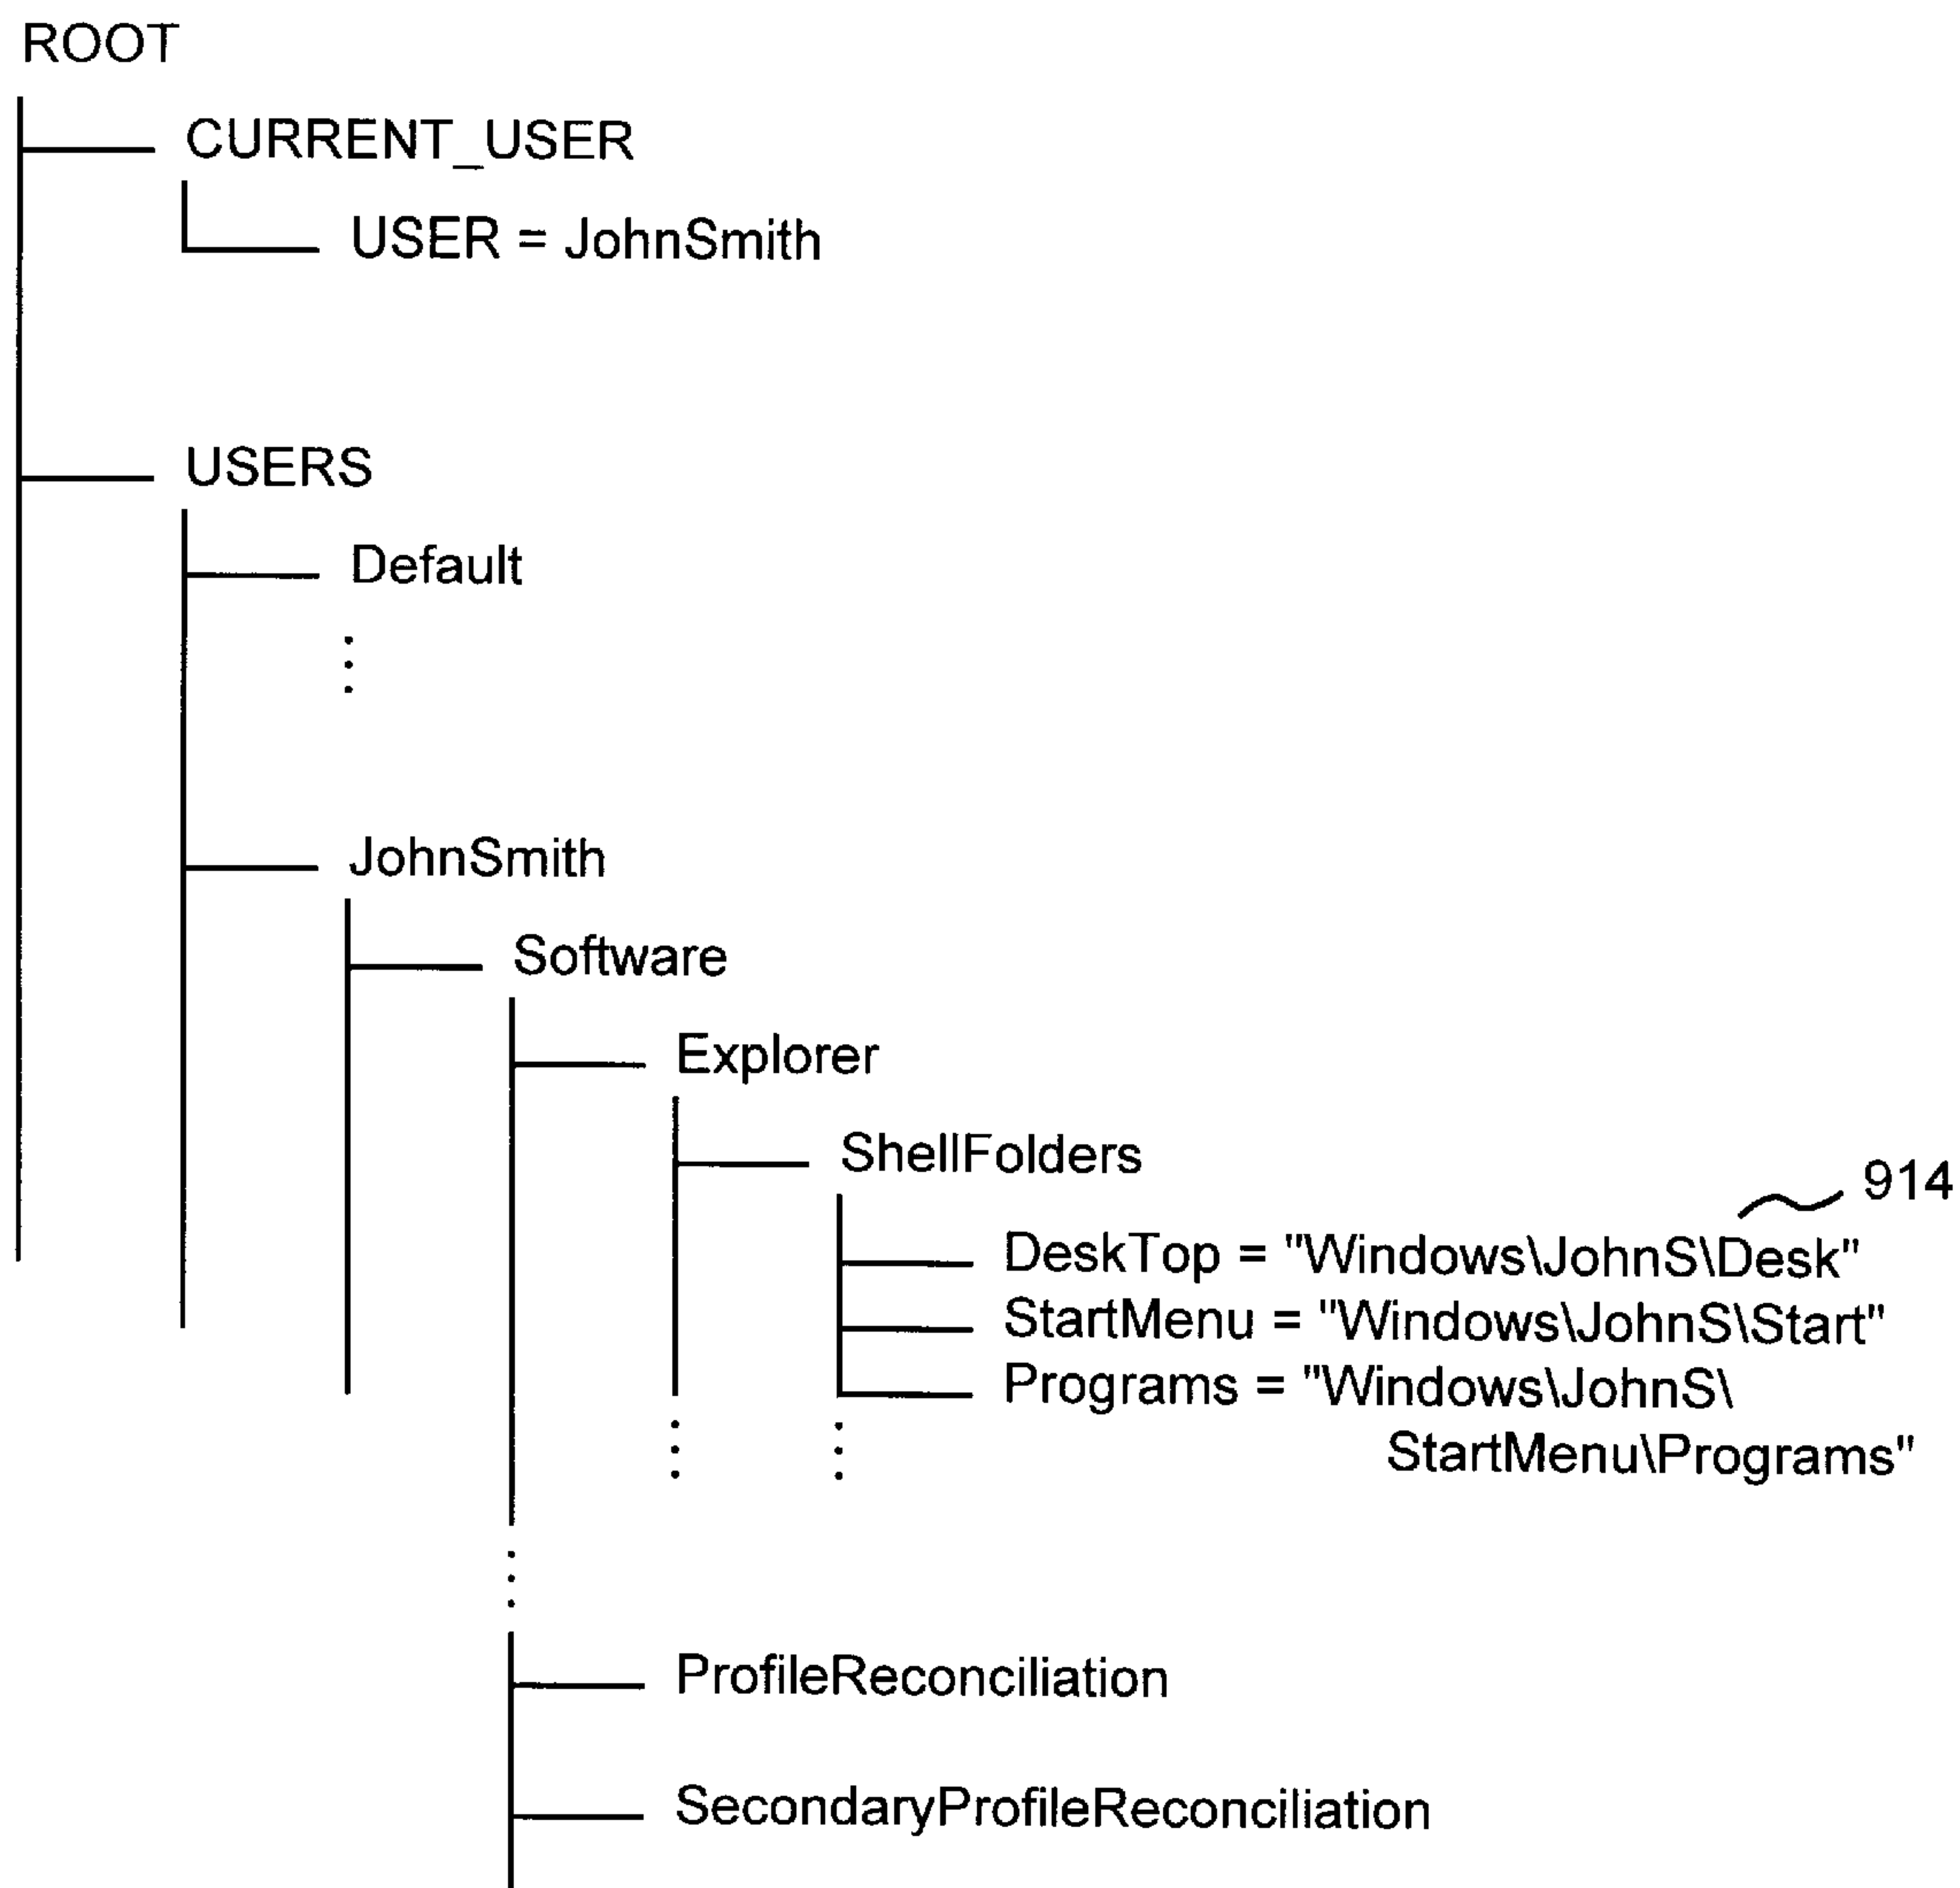 ROOT
CURRENT_USER
USER = JohnSmith
USERS
Default
JohnSmith
Software
Explorer
ShellFolders
914
DeskTop = "Windows\JohnS\Desk"
StartMenu = "Windows\JohnS\Start"
Programs = "Windows\JohnS\
StartMenu\Programs"
ProfileReconciliation
SecondaryProfileReconciliation